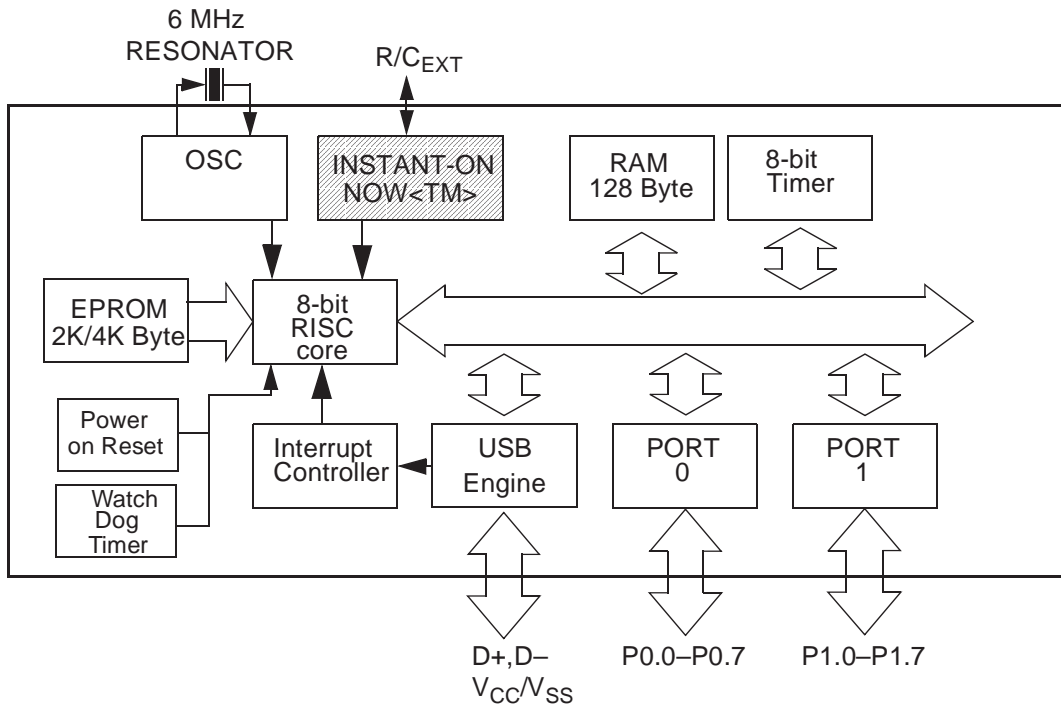 6 MHz
RESONATOR
R/CEXT
OSC
INSTANT-ON
NOW<TM>
RAM
128 Byte
8-bit
Timer
EPROM
2K/4K Byte
8-bit
RISC
core
Power
on Reset
Interrupt
Controller
USB
Engine
PORT
0
PORT
1
Watch
Dog
Timer
D+,D–
VCC/VSS
P0.0–P0.7
P1.0–P1.7